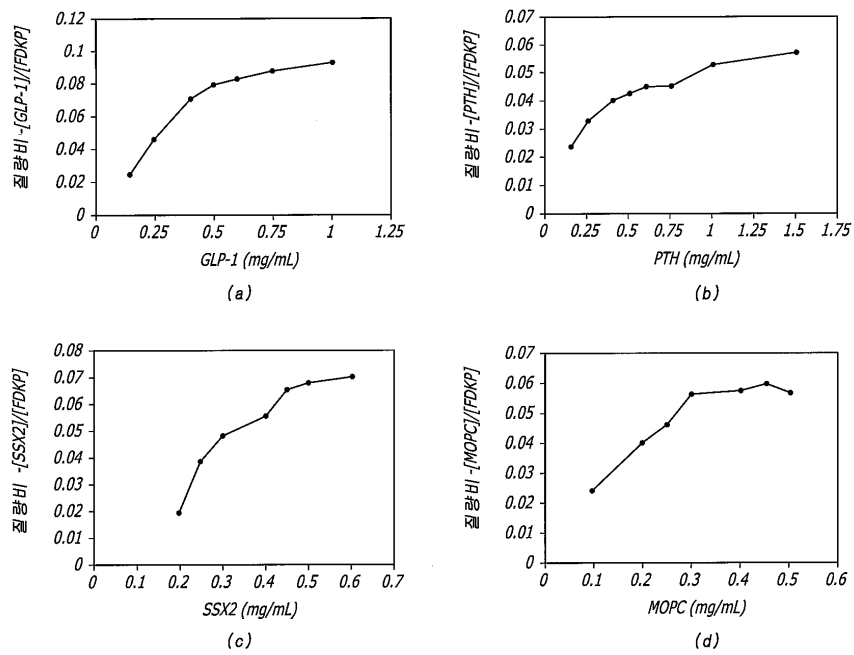 질량비-[GLP-1]/[FDKP]
0.12
0.1
0.08
0.06
0.04
0.02
0
0 0.25 0.5 0.75 1 1.25
GLP-1 (mg/mL)
(a)
질량비-[PTH]/[FDKP]
0.07
0.06
0.05
0.04
0.03
0.02
0.01
0
0 0.25 0.5 0.75 1 1.25 1.5 1.75
PTH (mg/mL)
(b)
질량비 -[SSX2]/[FDKP]
0.08
0.07
0.06
0.05
0.04
0.03
0.02
0.01
0
0 0.1 0.2 0.3 0.4 0.5 0.6 0.7
SSX2 (mg/mL)
(c)
질량비 -[MOPC]/[FDKP]
0.07
0.06
0.05
0.04
0.03
0.02
0.01
0
0 0.1 0.2 0.3 0.4 0.5 0.6
MOPC (mg/mL)
(d)